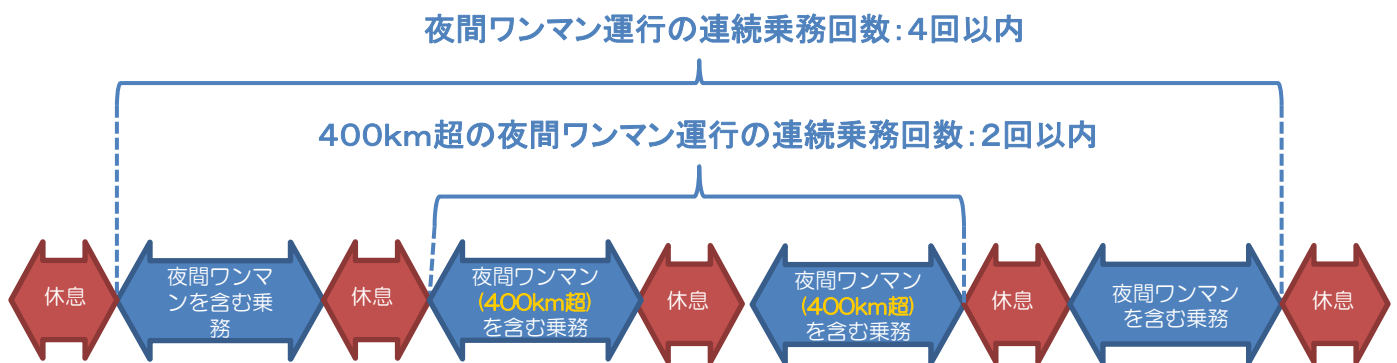 夜間ワンマン運行の連続乗務回数：４回以内
４００ｋｍ超の夜間ワンマン運行の連続乗務回数：２回以内
休息
夜間ワンマ
ンを含む乗
務
休息
夜間ワンマン
(400km超)
を含む乗務
休息
夜間ワンマン
(400km超)
を含む乗務
休息
夜間ワンマン
を含む乗務
休息